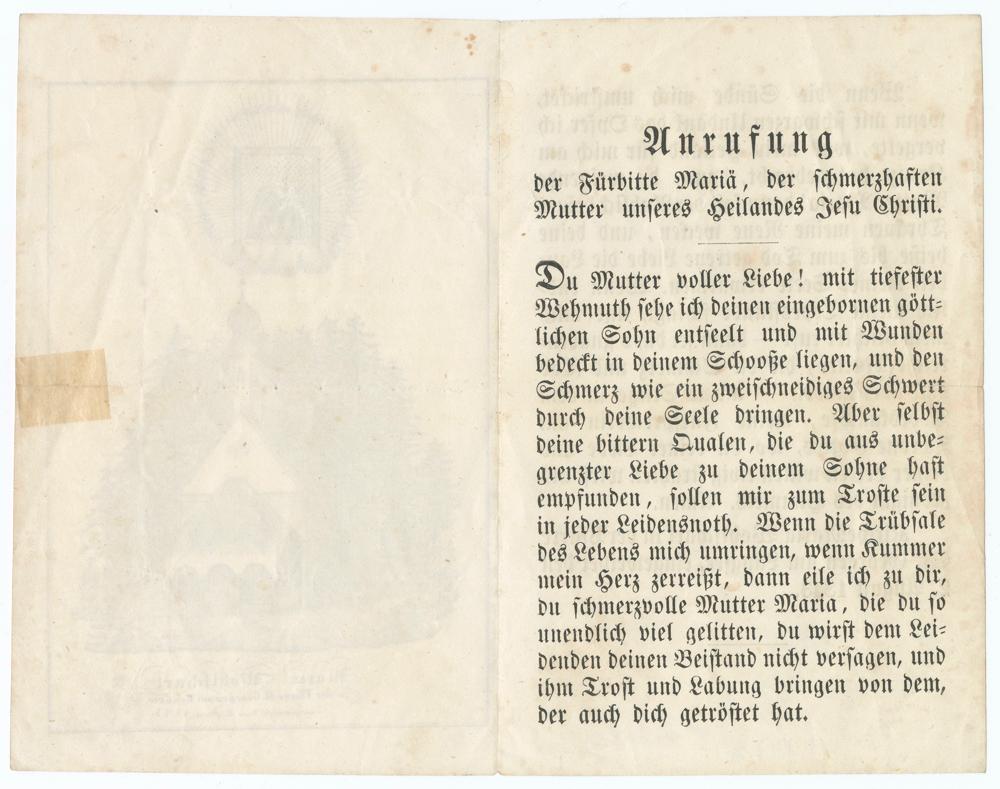 Anrufung
der Fürbitte Mariä, der schmerzhaften
Mutter unseres Heilandes Jesu Christi.
Du Mutter voller Liebe! mit tiefester
Wehmuth sehe ich deinen eingebornen gött-
lichen Sohn entseelt und mit Wunden
bedeckt in deinem Schooße liegen, und den
Schmerz wie ein zweischneidiges Schwert
durch deine Seele dringen. Aber selbst
deine bittern Qualen, die du aus unbe-
grenzter Liebe zu deinem Sohne hast
empfunden, sollen mir zum Troste sein
in jeder Leidensnoth. Wenn die Trübsale
des Lebens mich umringen, wenn Kummer
mein Herz zerreißt, dann eile ich zu dir,
du schmerzvolle Mutter Maria, die du so
unendlich viel gelitten, du wirst dem Lei-
denden deinen Beistand nicht versagen, und
ihm Trost und Labung bringen von dem,
der auch dich getröstet hat.